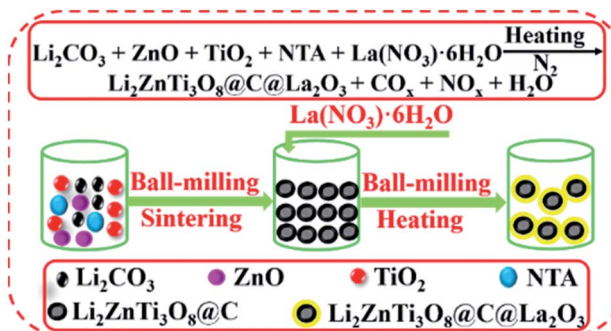 Li₂CO₃ + ZnO + TiO₂ + NTA + La(NO₃)·6H₂O Heating
N₂
Li₂ZnTi₃O₈@C@La₂O₃ + COₓ + NOₓ + H₂O
La(NO₃)·6H₂O
Ball-milling Ball-milling
Sintering Heating
Li₂CO₃ ZnO TiO₂ NTA
Li₂ZnTi₃O₈@C Li₂ZnTi₃O₈@C@La₂O₃